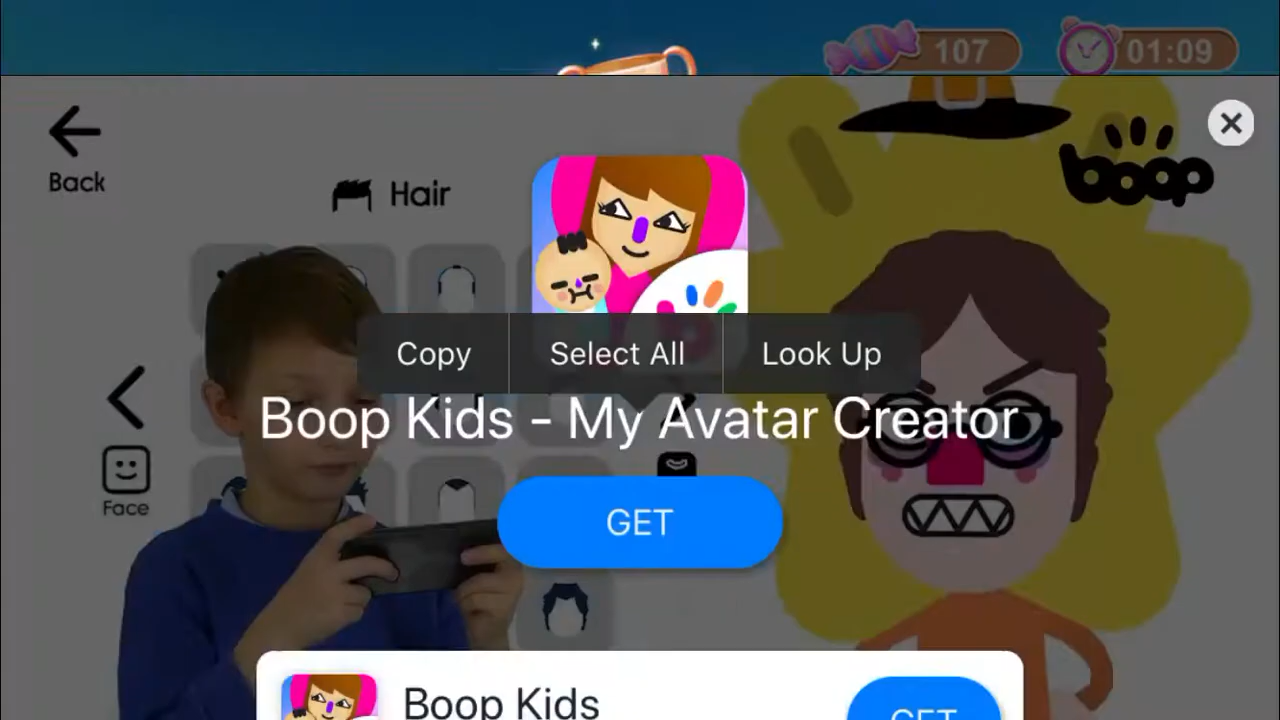 107
01:09
Back
Hair
boop
Copy
Select All
Look Up
Boop Kids - My Avatar Creator
Face
GET
Boop Kids
GET